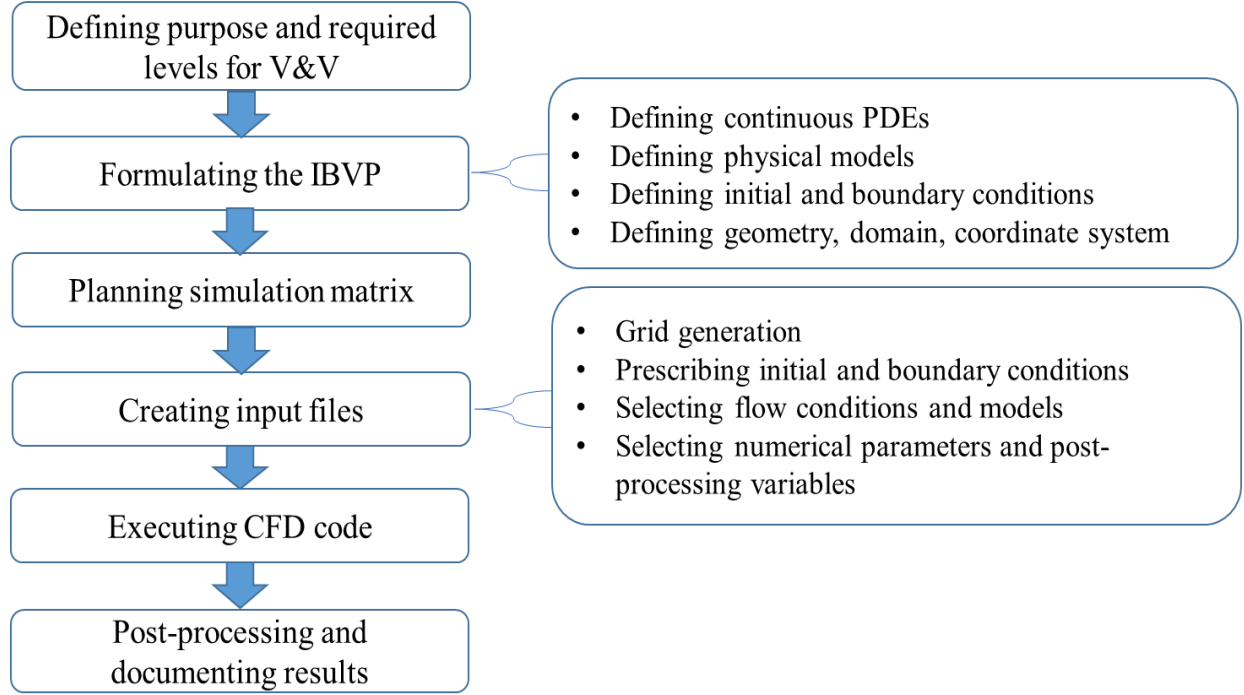 Defining purpose and required
levels for V&V
Formulating the IBVP
• Defining continuous PDEs
• Defining physical models
• Defining initial and boundary conditions
• Defining geometry, domain, coordinate system
Planning simulation matrix
Creating input files
• Grid generation
• Prescribing initial and boundary conditions
• Selecting flow conditions and models
• Selecting numerical parameters and post-
processing variables
Executing CFD code
Post-processing and
documenting results